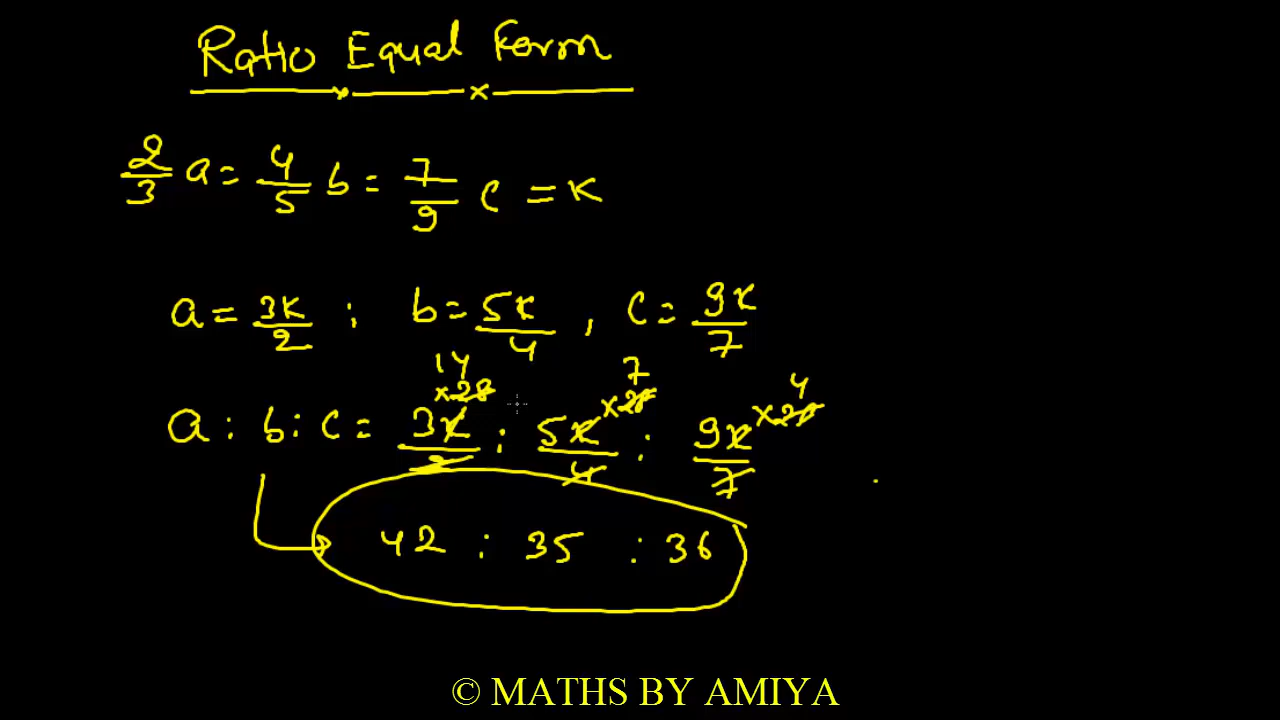 Ratio Equal Form
2/3 a = 4/5 b = 7/9 c = K
a = 3K/2 ; b = 5K/4 , c = 9K/7
14 7 4
×28 ×28 ×28
a : b : c = 3K/2 : 5K/4 : 9K/7
42 : 35 : 36
© MATHS BY AMIYA